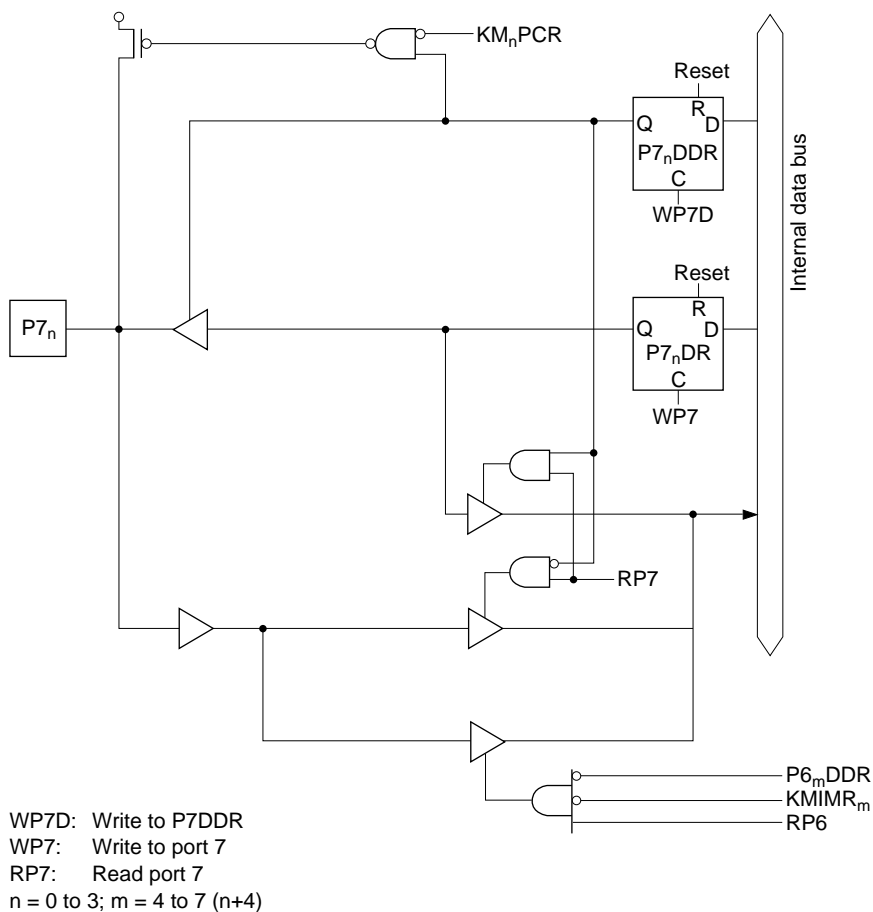 KMnPCR
Reset
R
Q D
P7nDDR
C
WP7D
Internal data bus
Reset
R
Q D
P7n
P7nDR
C
WP7
RP7
P6mDDR
KMIMRm
RP6
WP7D: Write to P7DDR
WP7: Write to port 7
RP7: Read port 7
n = 0 to 3; m = 4 to 7 (n+4)